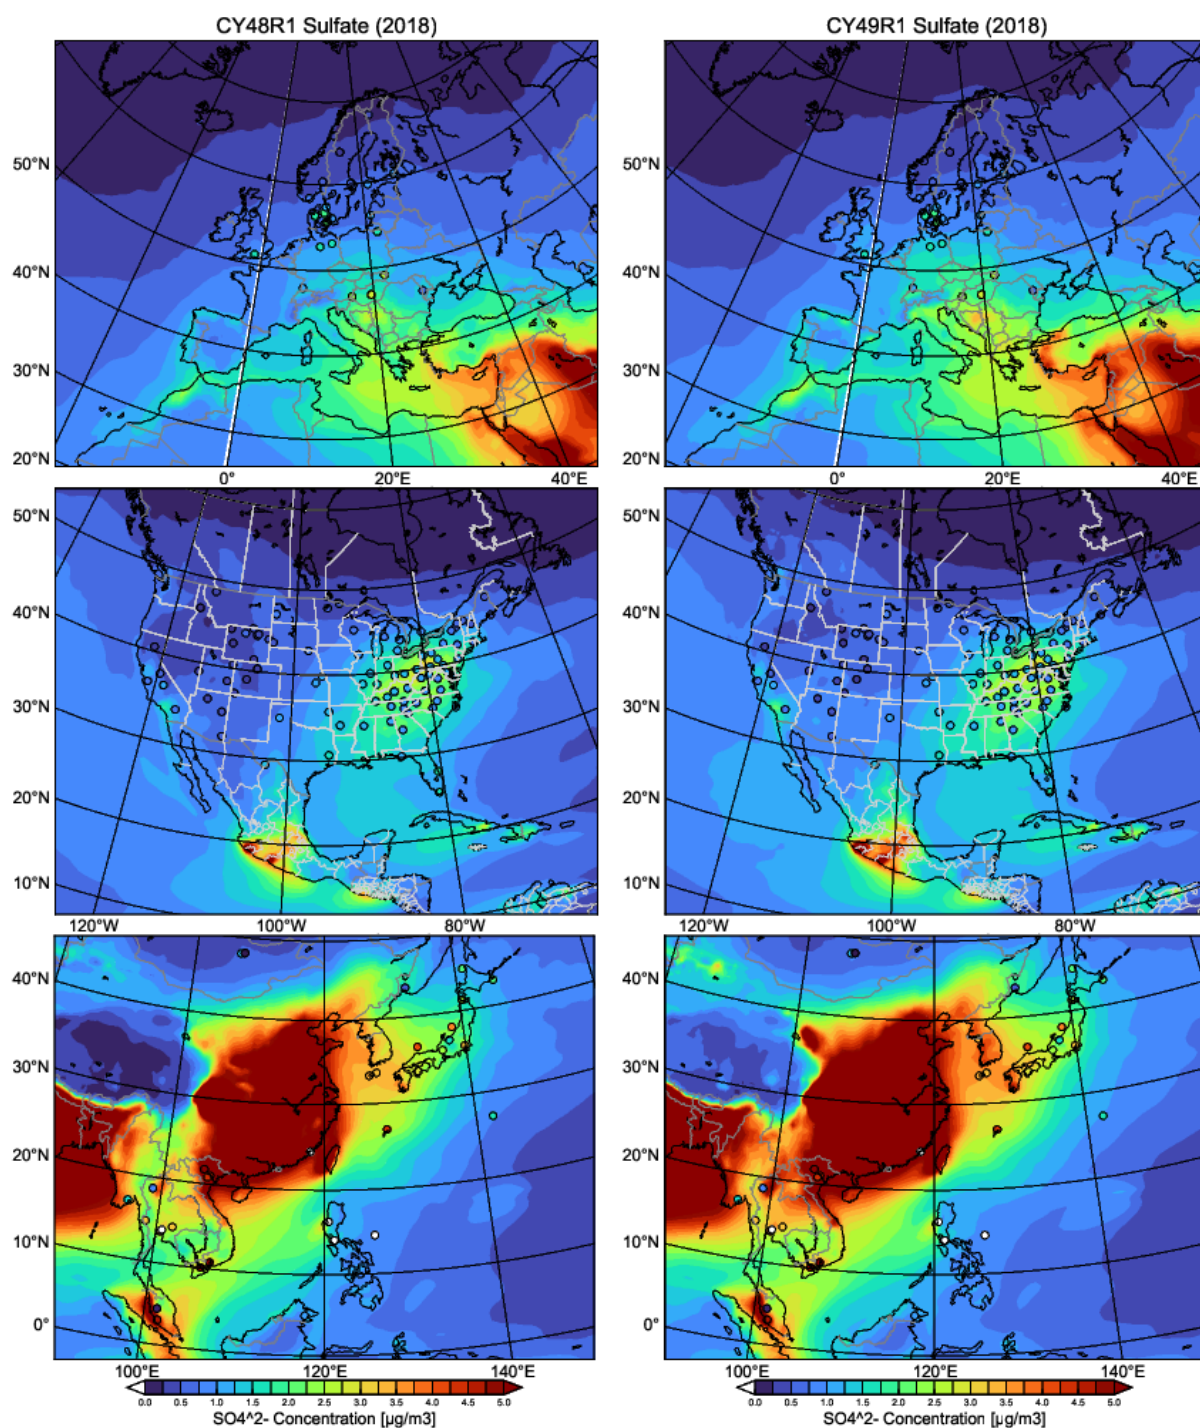 CY48R1 Sulfate (2018) CY49R1 Sulfate (2018)
50°N 50°N
40°N 40°N
30°N 30°N
20°N 20°N
0° 20°E 40°E 0° 20°E 40°E
50°N 50°N
40°N 40°N
30°N 30°N
20°N 20°N
10°N 10°N
120°W 100°W 80°W 120°W 100°W 80°W
40°N 40°N
30°N 30°N
20°N 20°N
10°N 10°N
0° 0°
100°E 120°E 140°E 100°E 120°E 140°E
0.0 0.5 1.0 1.5 2.0 2.5 3.0 3.5 4.0 4.5 5.0 0.0 0.5 1.0 1.5 2.0 2.5 3.0 3.5 4.0 4.5 5.0
SO4^2- Concentration [µg/m3] SO4^2- Concentration [µg/m3]